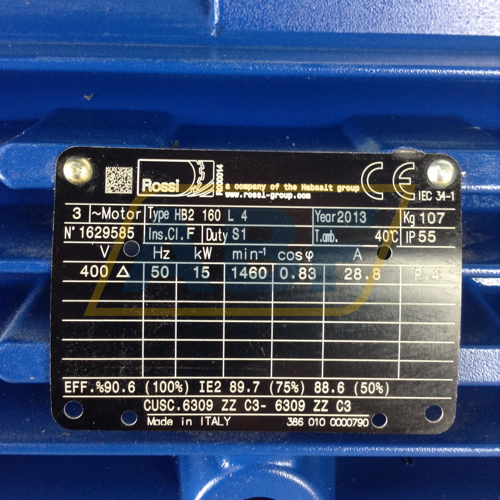 Rossi
a company of the Habasit group
www.rossi-group.com
CE
IEC 34-1
3 ~Motor Type HB2 160 L 4 Year 2013 Kg 107
N° 1629585 Ins.Cl. F Duty S1 T.amb. 40°C IP 55
V Hz kW min⁻¹ cosφ A
400 Δ 50 15 1460 0.83 28.8 P.4
EFF.%90.6 (100%) IE2 89.7 (75%) 88.6 (50%)
CUSC.6309 ZZ C3- 6309 ZZ C3
Made in ITALY 386 010 0000790